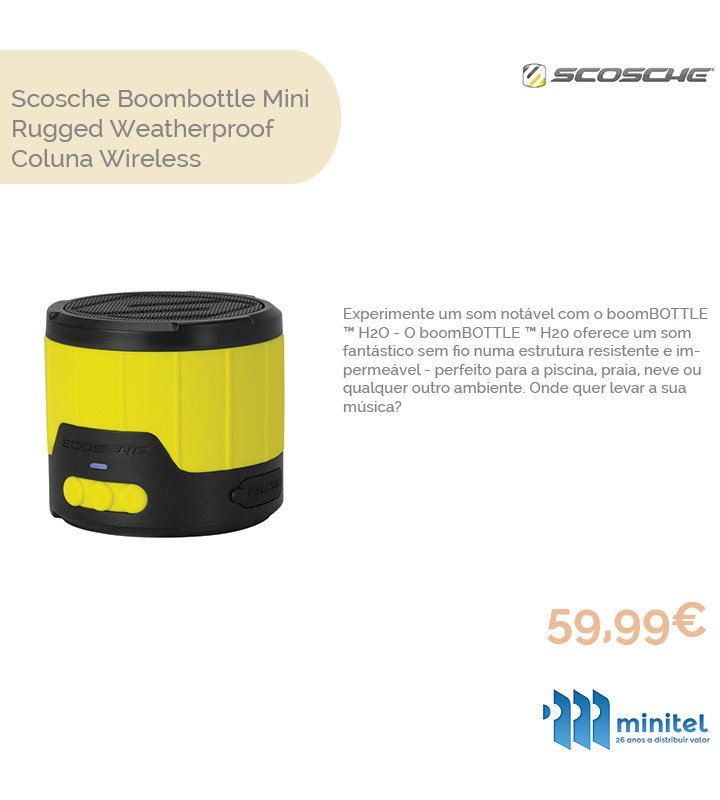 SCOSCHE
Scosche Boombottle Mini
Rugged Weatherproof
Coluna Wireless
Experimente um som notável com o boomBOTTLE
™ H2O - O boomBOTTLE ™ H20 oferece um som
fantástico sem fio numa estrutura resistente e im-
permeável - perfeito para a piscina, praia, neve ou
qualquer outro ambiente. Onde quer levar a sua
música?
SCOSCHE
59,99€
minitel
26 anos a distribuir valor